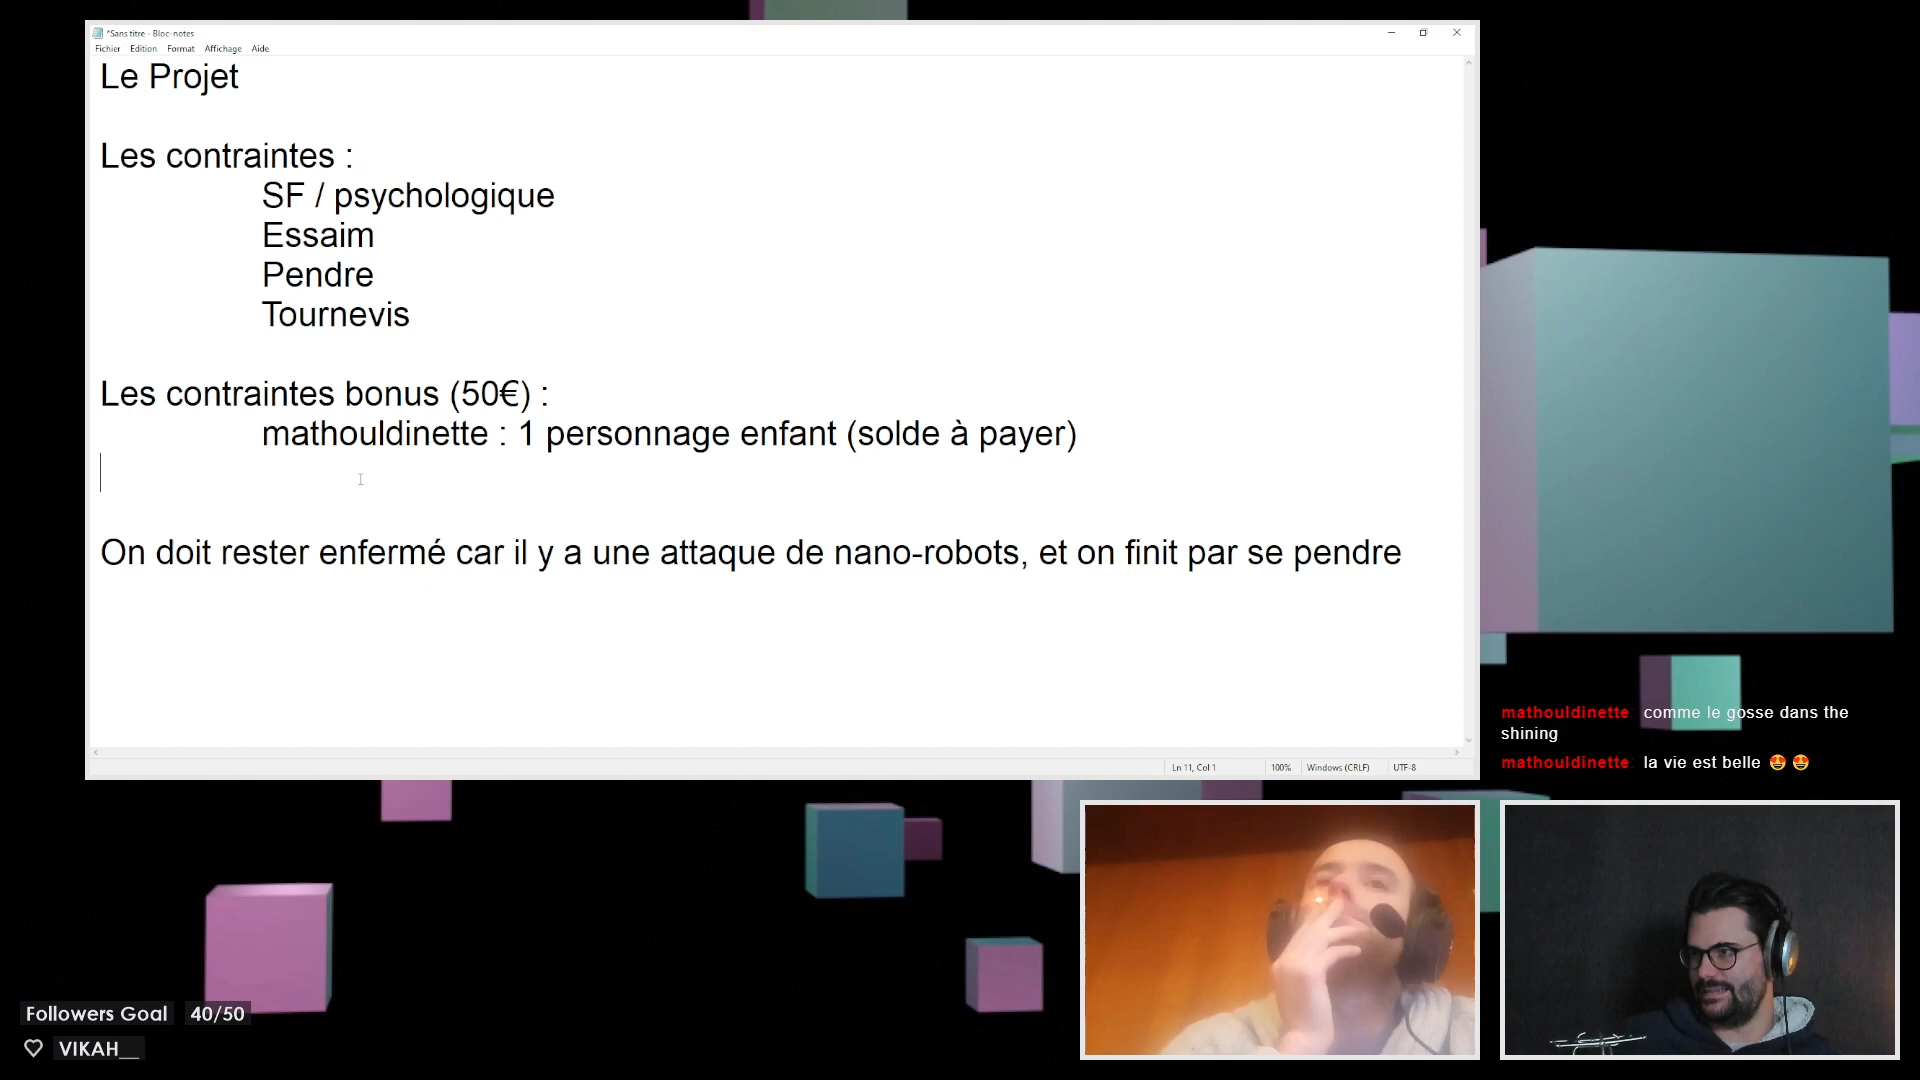 *Sans titre - Bloc-notes
Fichier Edition Format Affichage Aide
Le Projet
Les contraintes :
SF / psychologique
Essaim
Pendre
Tournevis
Les contraintes bonus (50€) :
mathouldinette : 1 personnage enfant (solde à payer)
On doit rester enfermé car il y a une attaque de nano-robots, et on finit par se pendre
Ln 11, Col 1 100% Windows (CRLF) UTF-8
mathouldinette comme le gosse dans the
shining
mathouldinette la vie est belle 🤩 🤩
Followers Goal 40/50
VIKAH__